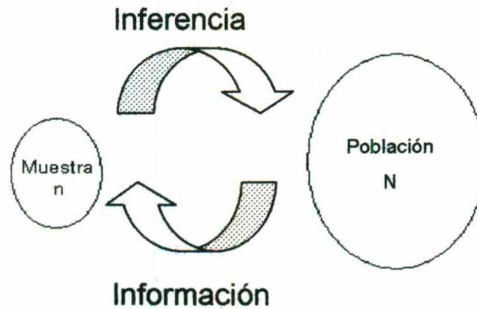 Inferencia
Muestra
n
Población
N
Información